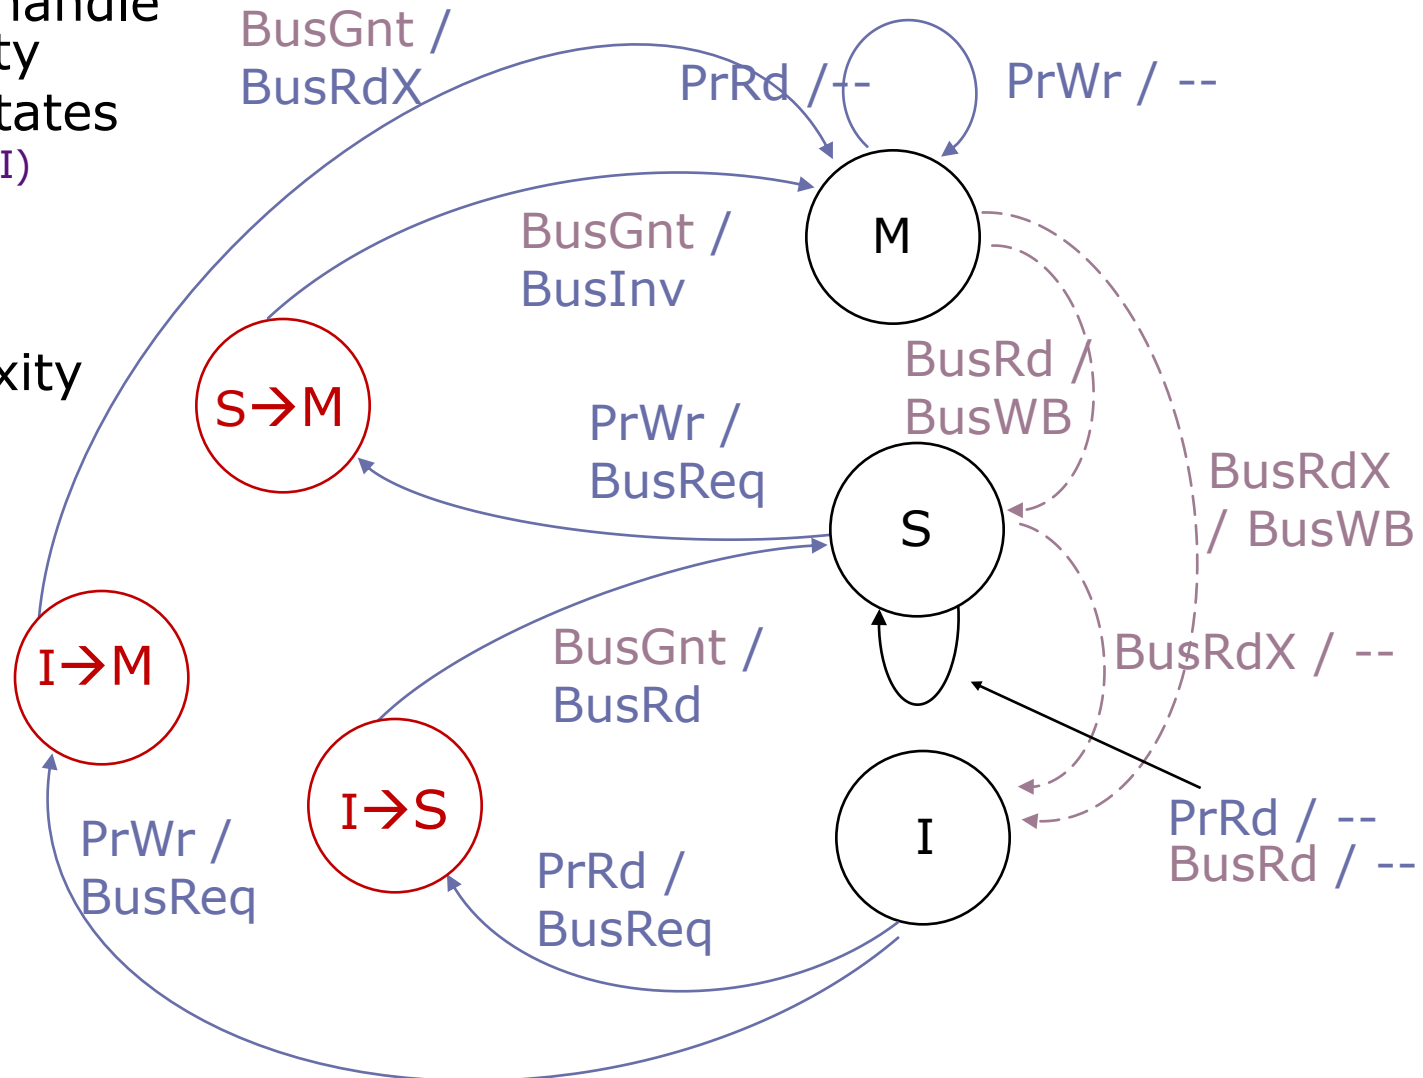 handle
ty
tates
I)
xity
BusGnt /
BusRdX
PrRd /--
PrWr / --
M
BusGnt /
BusInv
BusRd /
BusWB
S→M
PrWr /
BusReq
BusRdX
/ BusWB
S
BusGnt /
BusRd
BusRdX / --
I→M
I→S
PrWr /
BusReq
PrRd /
BusReq
I
PrRd / --
BusRd / --